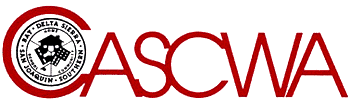 CASCWA
BAY - DELTA SIERRA
SAN JOAQUIN - SOUTHERN